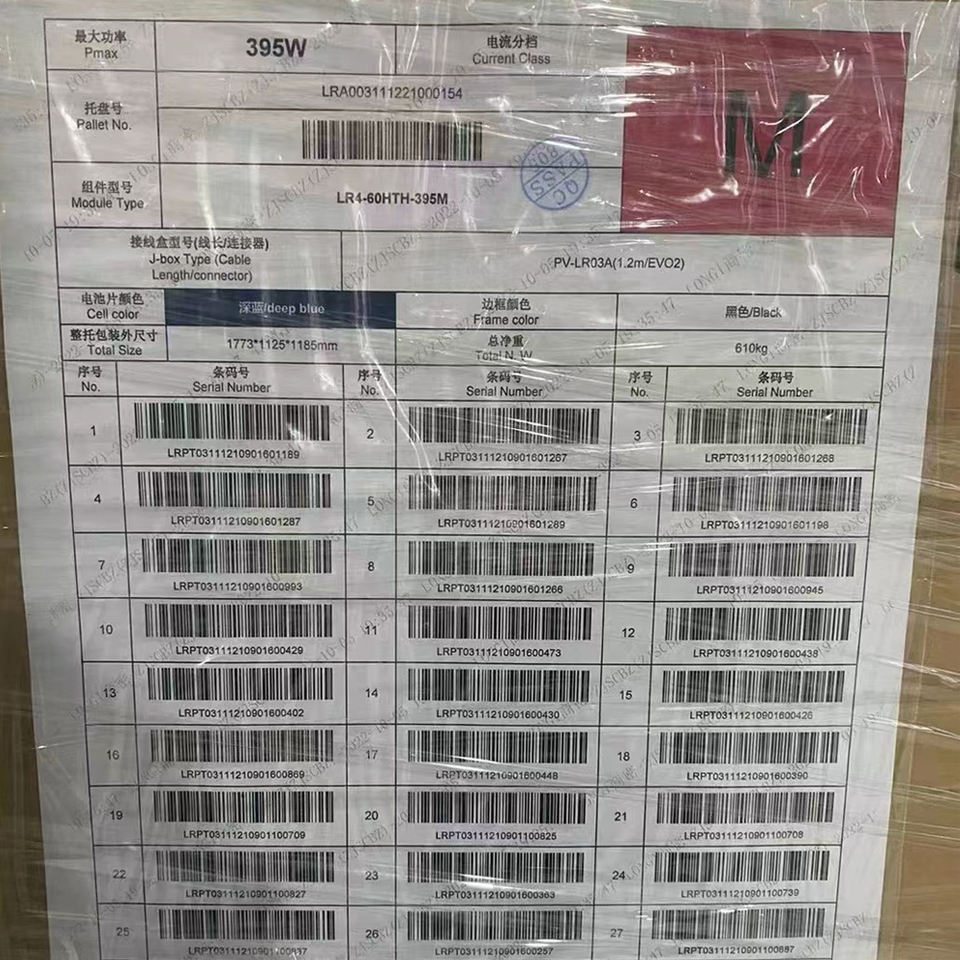 最大功率
Pmax
395W
电流分档
Current Class
M
托盘号
Pallet No.
LRA003111221000154
QC
PASS
组件型号
Module Type
LR4-60HTH-395M
接线盒型号(线长/连接器)
J-box Type (Cable
Length/connector)
PV-LR03A(1.2m/EVO2)
电池片颜色
Cell color
深蓝/deep blue
边框颜色
Frame color
黑色/Black
整托包装外尺寸
Total Size
1773*1125*1185mm
总净重
Total N. W
610kg
序号
No.
条码号
Serial Number
序号
No.
条码号
Serial Number
序号
No.
条码号
Serial Number
1
LRPT03111210901601189
2
LRPT03111210901601267
3
LRPT03111210901601268
4
LRPT03111210901601287
5
LRPT03111210901601289
6
LRPT03111210901601198
7
LRPT03111210901600993
8
LRPT03111210901601266
9
LRPT03111210901600945
10
LRPT03111210901600429
11
LRPT03111210901600473
12
LRPT03111210901600438
13
LRPT03111210901600402
14
LRPT03111210901600430
15
LRPT03111210901600426
16
LRPT03111210901600869
17
LRPT03111210901600448
18
LRPT03111210901600390
19
LRPT03111210901100709
20
LRPT03111210901100825
21
LRPT03111210901100708
22
LRPT03111210901100827
23
LRPT03111210901600363
24
LRPT03111210901100739
25
LRPT03111210901100837
26
LRPT03111210901600257
27
LRPT03111210901100887